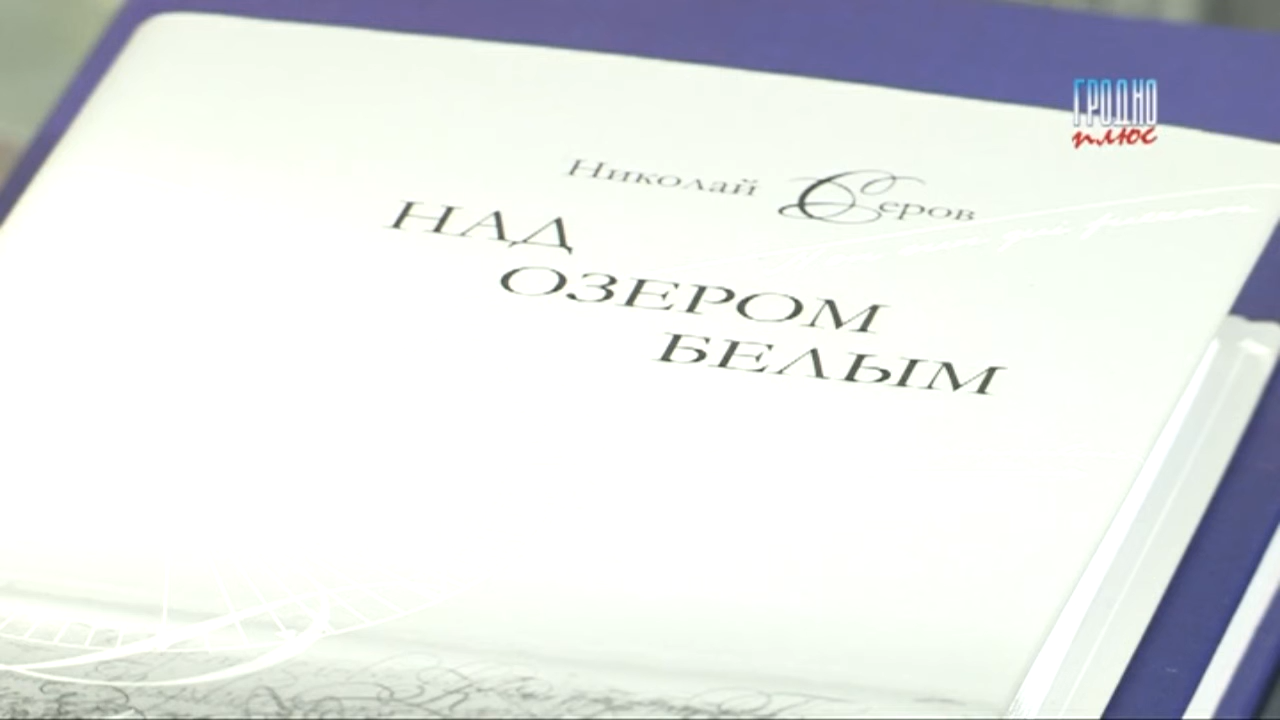 ГРОДНО
плюс
Николай Серов
НАД
ОЗЕРОМ
БЕЛЫМ